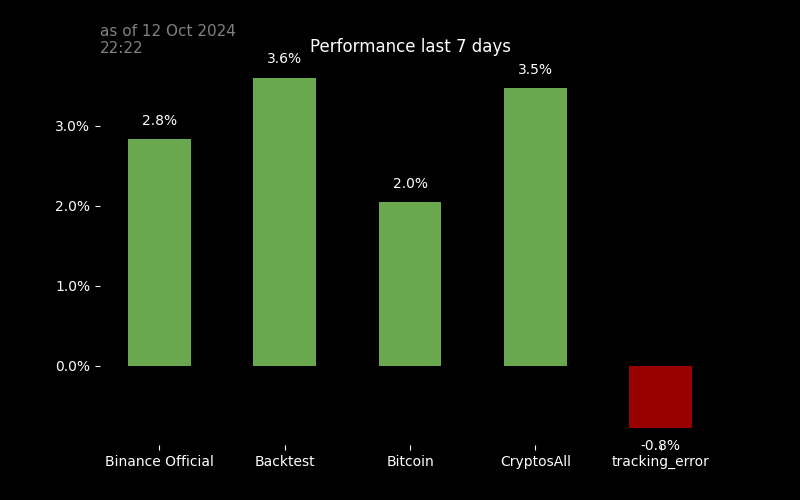 as of 12 Oct 2024
22:22
Performance last 7 days
3.6%
3.5%
2.8%
3.0%
2.0%
2.0%
1.0%
0.0%
-0.8%
Binance Official
Backtest
Bitcoin
CryptosAll
tracking_error